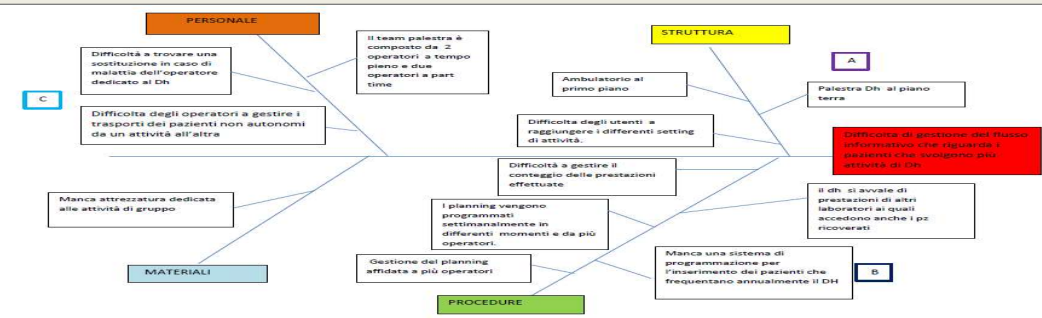 PERSONALE
Difficoltà a trovare una
sostituzione in caso di
malattia dell'operatore
dedicato al Dh
Il team palestra è
composto da 2
operatori a tempo
pieno e due
operatori a part
time
C
Difficolta degli operatori a gestire i
trasporti dei pazienti non autonomi
da un attività all'altra
STRUTTURA
A
Ambulatorio al
primo piano
Palestra Dh al piano
terra
Difficolta degli utenti a
raggiungere i differenti setting
di attività.
Difficolta di gestione del flusso
informativo che riguarda i
pazienti che svolgono più
attività di Dh
Manca attrezzatura dedicata
alle attività di gruppo
MATERIALI
Difficoltà a gestire il
conteggio delle prestazioni
effettuate
il dh si avvale di
prestazioni di altri
laboratori ai quali
accedono anche i pz
ricoverati
I planning vengono
programmati
settimanalmente in
differenti momenti e da più
operatori.
Gestione del planning
affidata a più operatori
Manca una sistema di
programmazione per
l'inserimento dei pazienti che
frequentano annualmente il DH
B
PROCEDURE